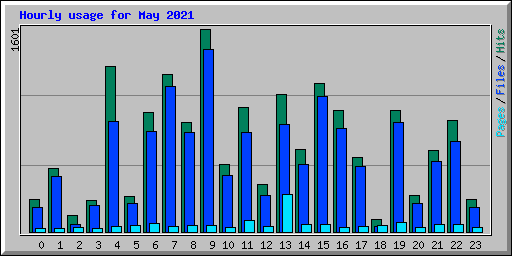 Hourly usage for May 2021
1601
Pages/Files/Hits
0 1 2 3 4 5 6 7 8 9 10 11 12 13 14 15 16 17 18 19 20 21 22 23